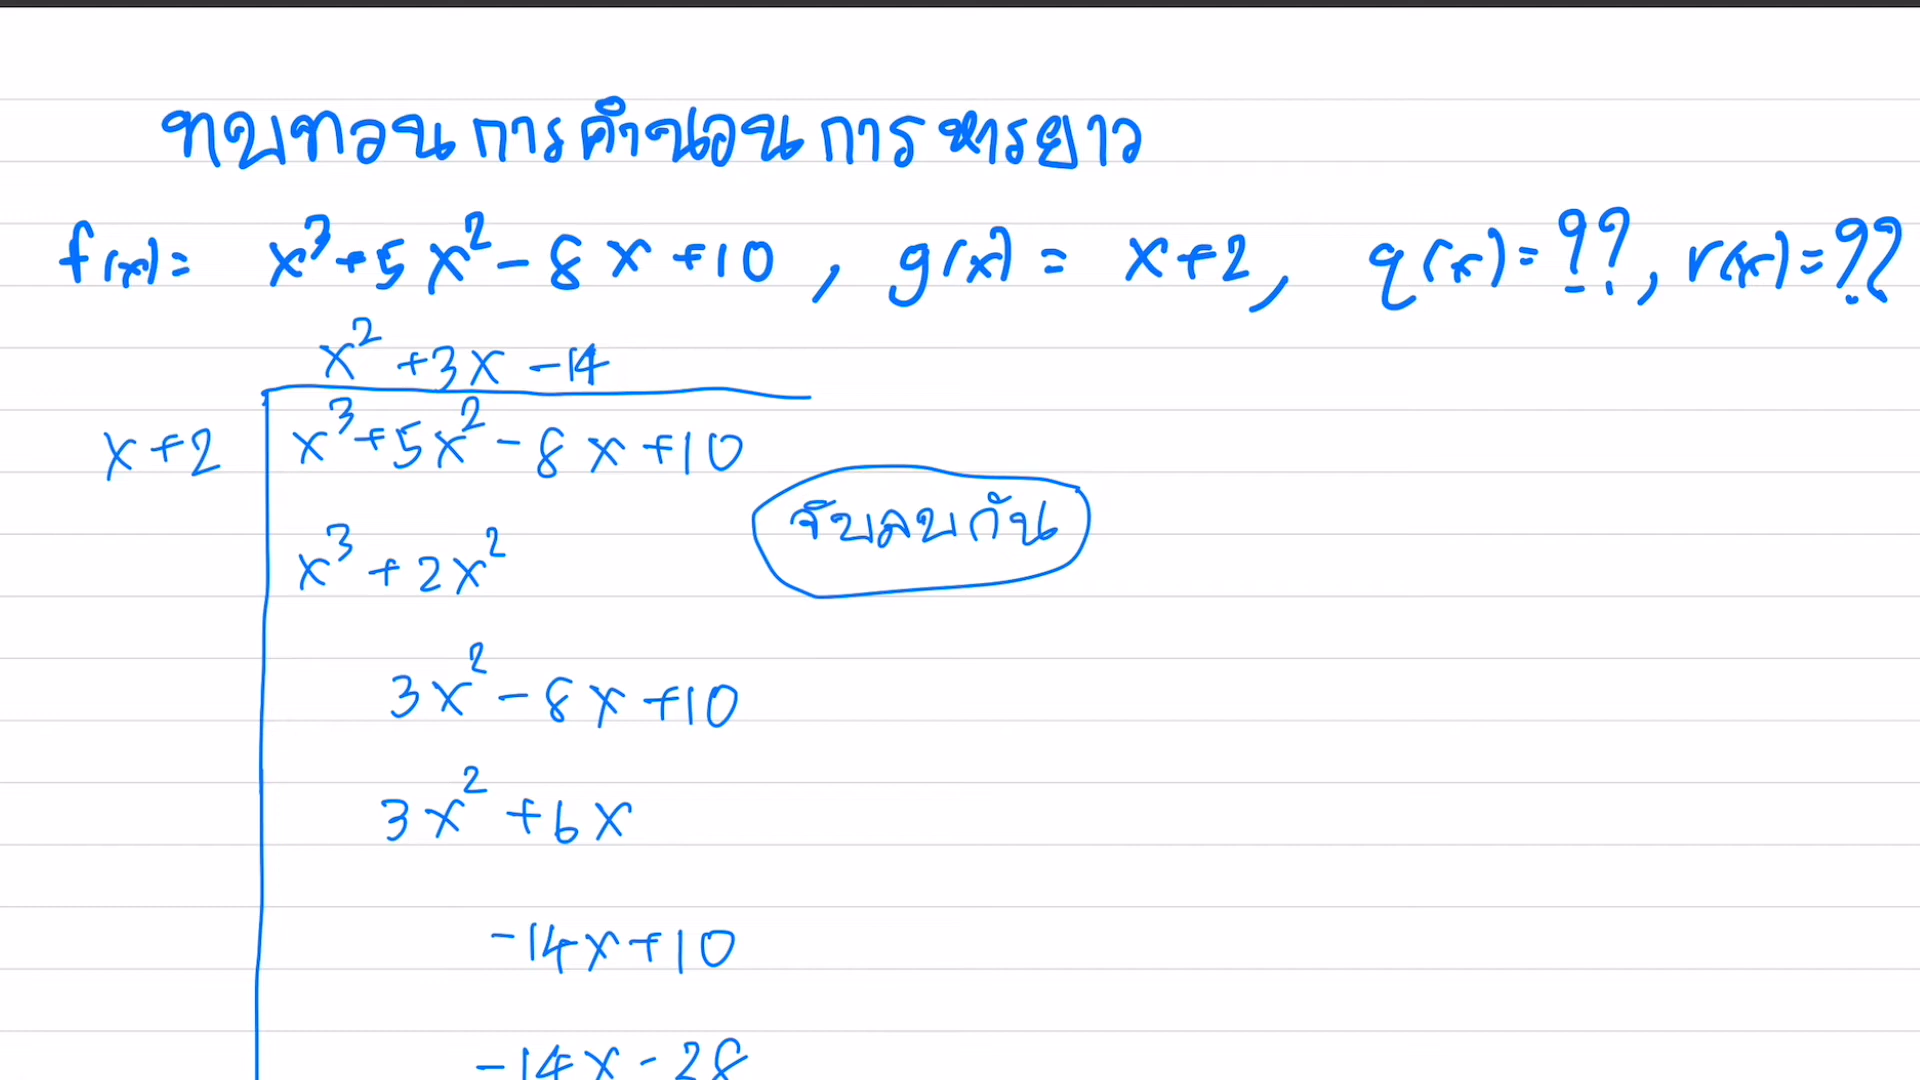 ทบทวนการคำนวนการหารยาว
f(x)= x³+5x²-8x+10 , g(x)= x+2, q(x)=??, r(x)=??
x² +3x -14
x+2 x³+5x²-8x+10
จับลบกัน
x³+2x²
3x²-8x+10
3x²+6x
-14x+10
-14x-28